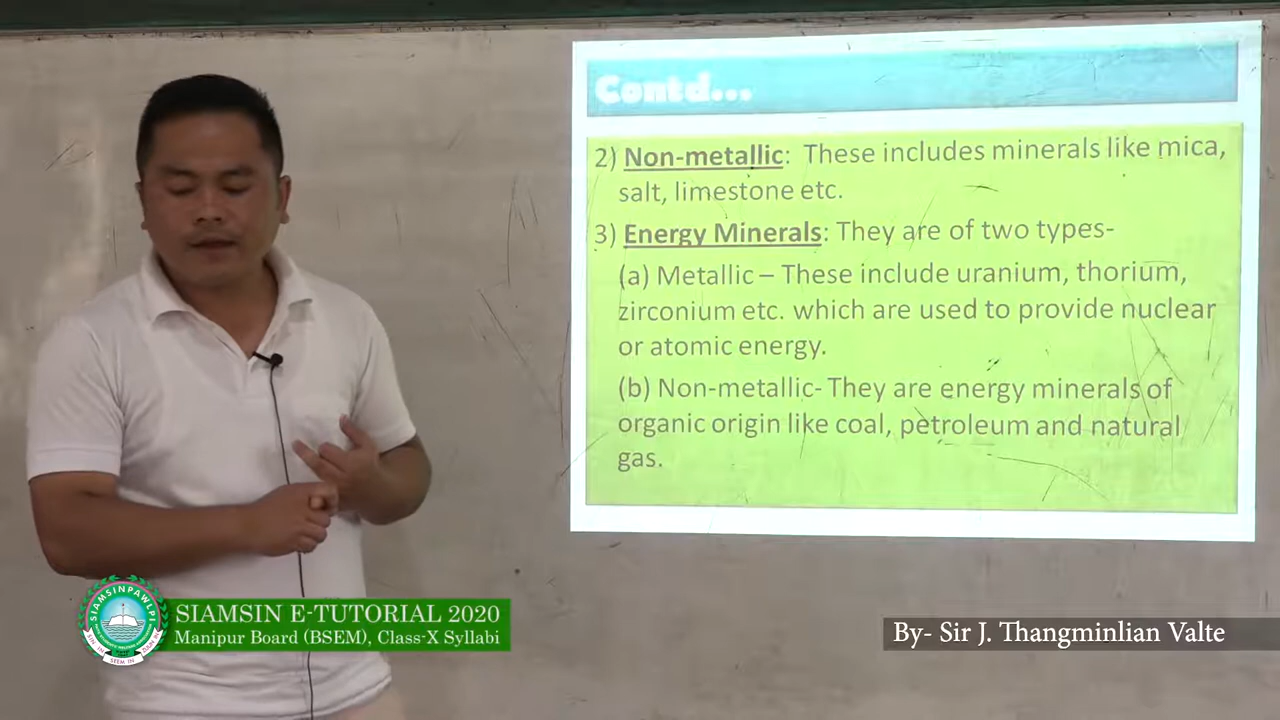 Contd...
2) Non-metallic: These includes minerals like mica,
salt, limestone etc.
3) Energy Minerals: They are of two types-
(a) Metallic – These include uranium, thorium,
zirconium etc. which are used to provide nuclear
or atomic energy.
(b) Non-metallic- They are energy minerals of
organic origin like coal, petroleum and natural
gas.
SIAMSINPAWLPI
SIAMSIN E-TUTORIAL 2020
Manipur Board (BSEM), Class-X Syllabi
By- Sir J. Thangminlian Valte